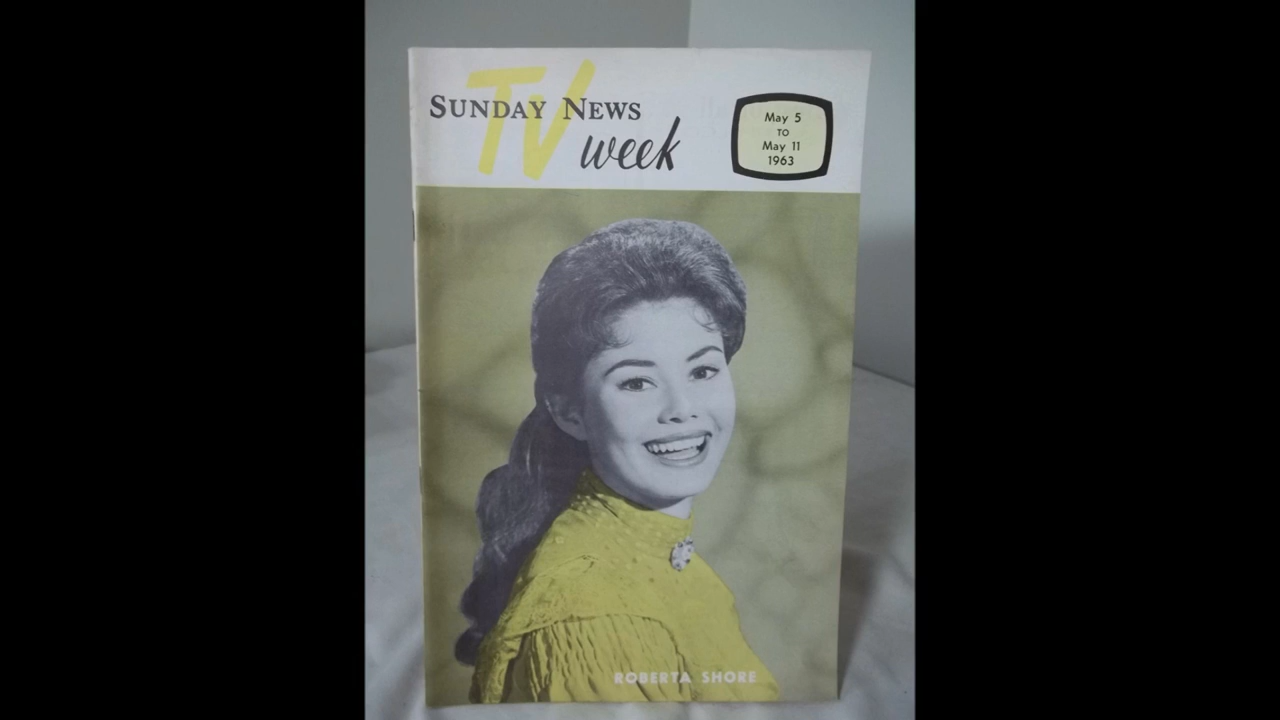 TV
SUNDAY NEWS
week
May 5
TO
May 11
1963
ROBERTA SHORE